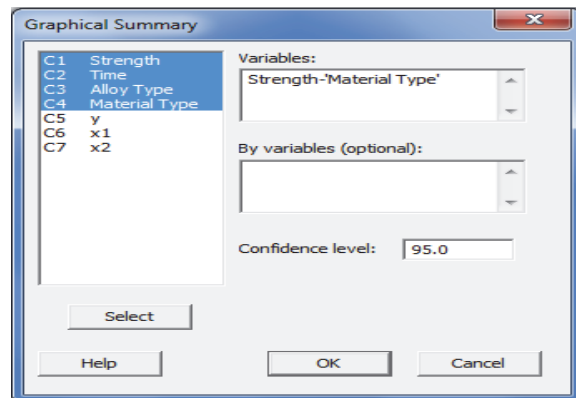 Graphical Summary
C1 Strength
C2 Time
C3 Alloy Type
C4 Material Type
C5 y
C6 x1
C7 x2
Variables:
Strength-'Material Type'
By variables (optional):
Confidence level: 95.0
Select
Help OK Cancel